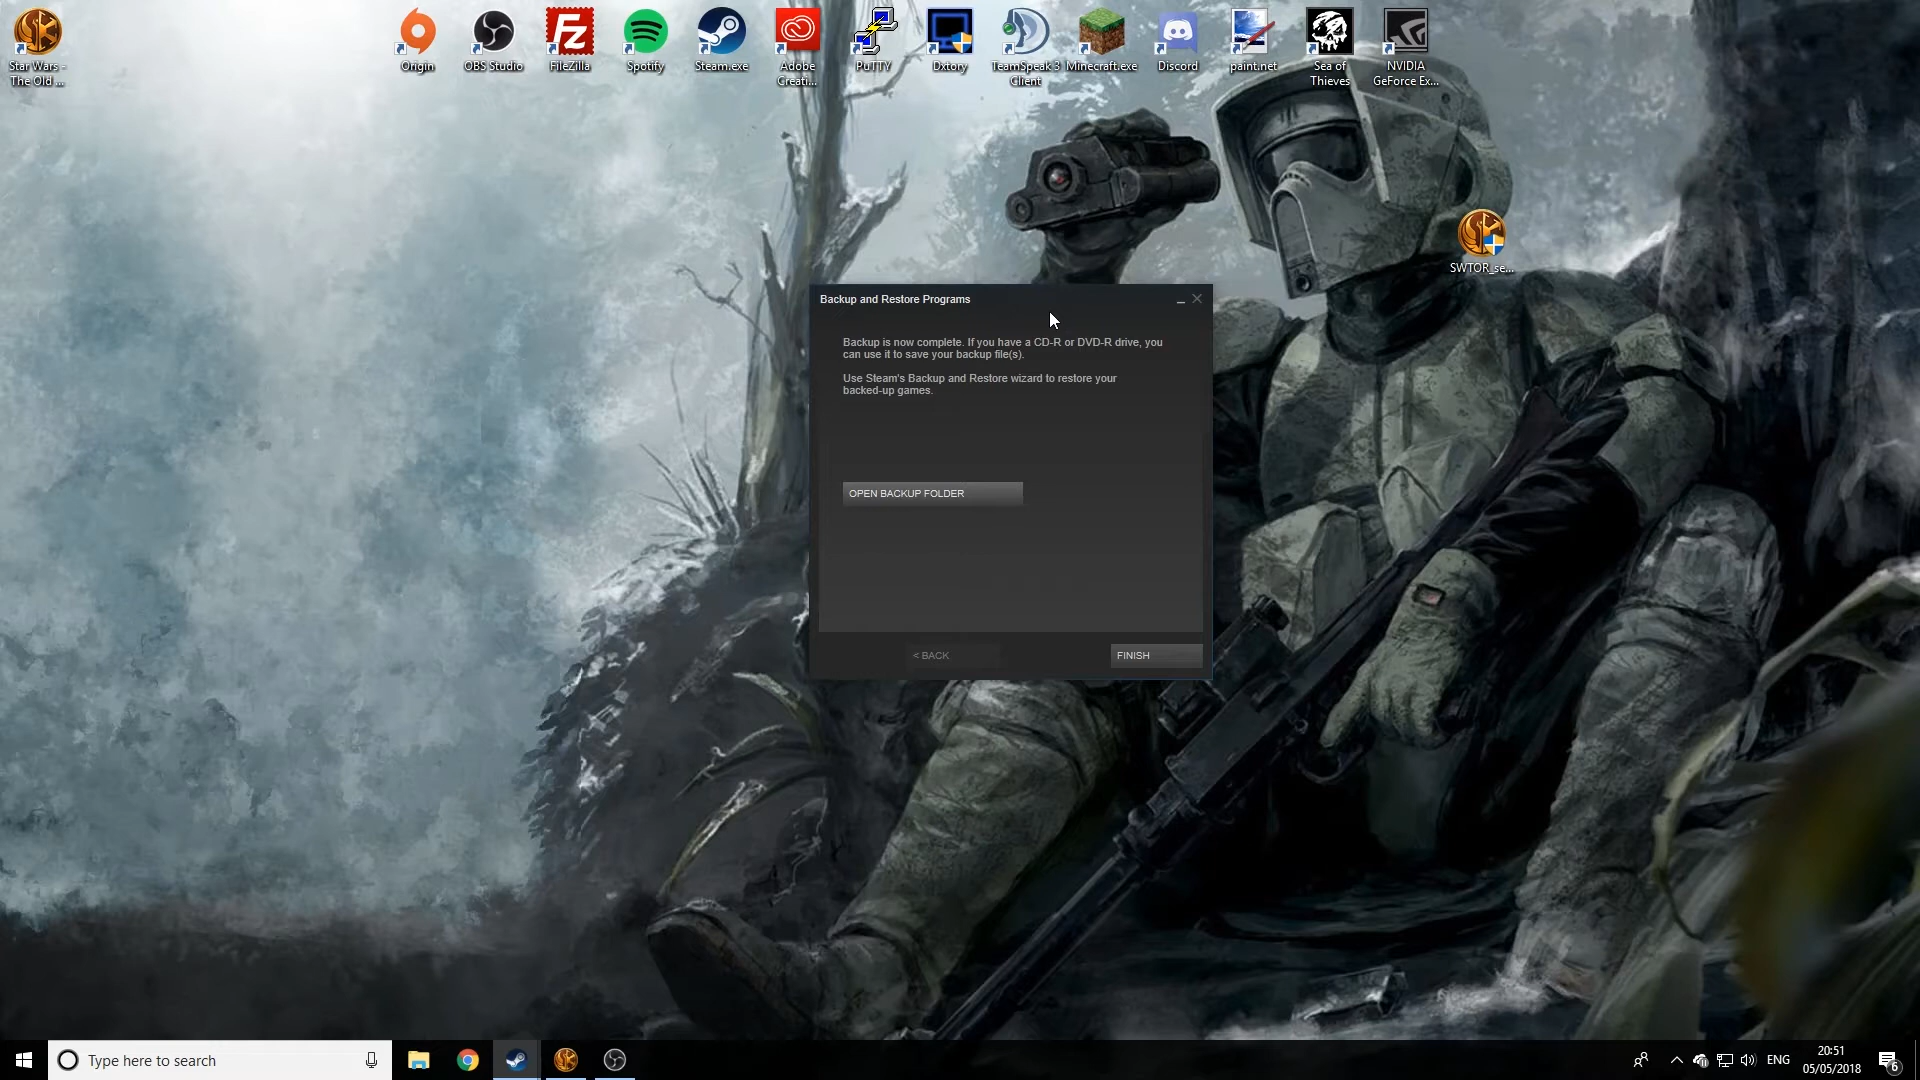 Star Wars -
The Old ...
Origin
OBS Studio
FileZilla
Spotify
Steam.exe
Adobe
Creati...
PuTTY
Dxtory
TeamSpeak 3
Client
Minecraft.exe
Discord
paint.net
Sea of
Thieves
NVIDIA
GeForce Ex...
SWTOR_se...
Backup and Restore Programs
Backup is now complete. If you have a CD-R or DVD-R drive, you
can use it to save your backup file(s).
Use Steam's Backup and Restore wizard to restore your
backed-up games.
OPEN BACKUP FOLDER
< BACK
FINISH
Type here to search
ENG
20:51
05/05/2018
6